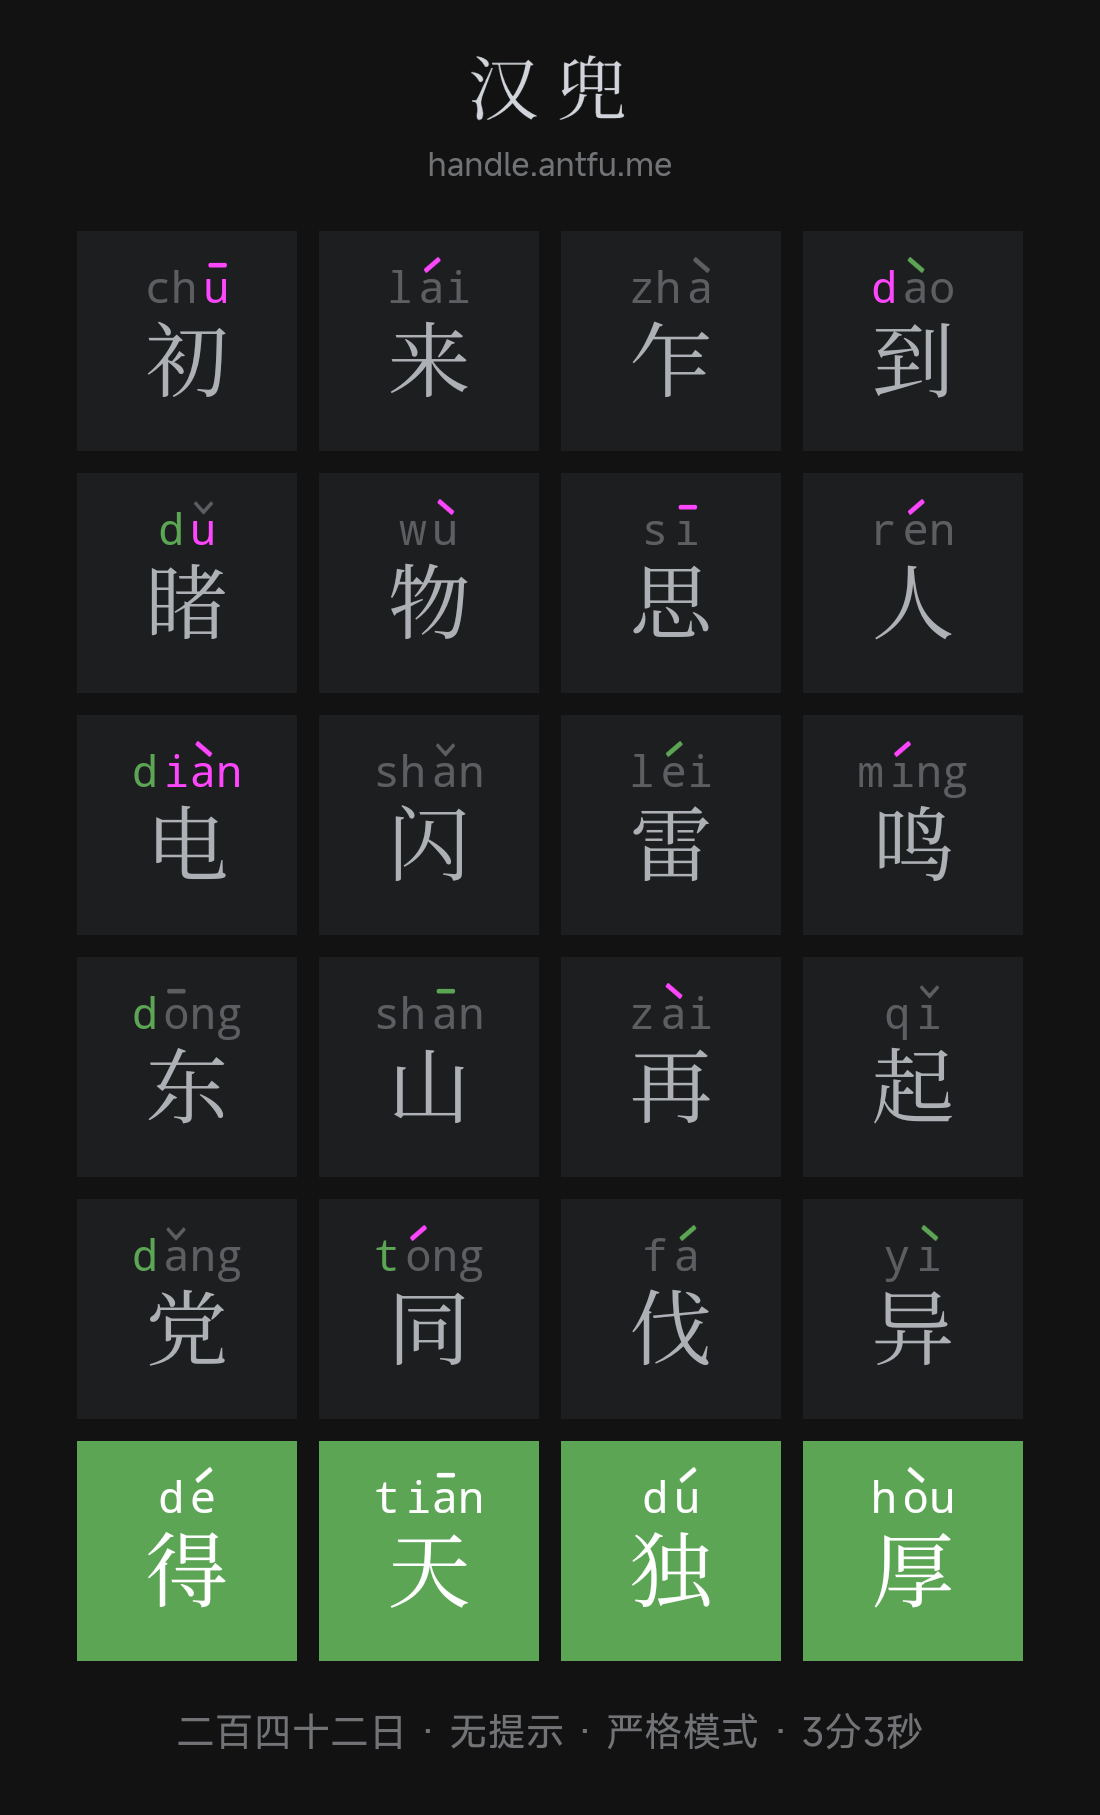 汉兜
handle.antfu.me
chū lái zhà dào
初 来 乍 到
dǔ wù sī rén
睹 物 思 人
diàn shǎn léi míng
电 闪 雷 鸣
dōng shān zài qǐ
东 山 再 起
dǎng tóng fá yì
党 同 伐 异
dé tiān dú hòu
得 天 独 厚
二百四十二日 · 无提示 · 严格模式 · 3分3秒